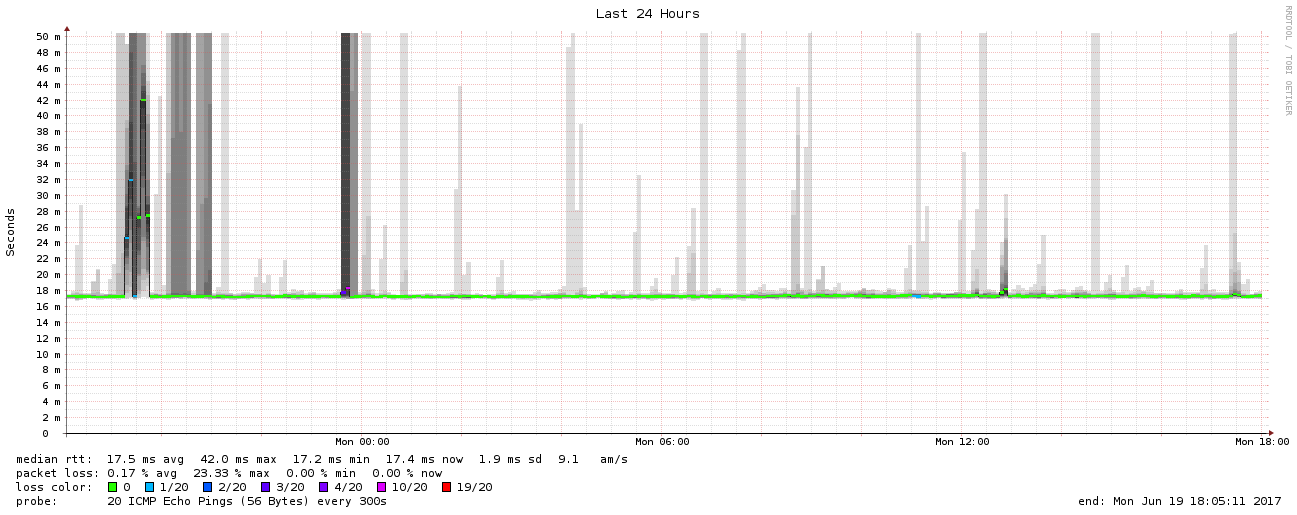 Last 24 Hours
RRDTOOL / TOBI OETIKER
Seconds
50 m
48 m
46 m
44 m
42 m
40 m
38 m
36 m
34 m
32 m
30 m
28 m
26 m
24 m
22 m
20 m
18 m
16 m
14 m
12 m
10 m
8 m
6 m
4 m
2 m
0
Mon 00:00 Mon 06:00 Mon 12:00 Mon 18:00
median rtt: 17.5 ms avg 42.0 ms max 17.2 ms min 17.4 ms now 1.9 ms sd 9.1 am/s
packet loss: 0.17 % avg 23.33 % max 0.00 % min 0.00 % now
loss color: 0 1/20 2/20 3/20 4/20 10/20 19/20
probe: 20 ICMP Echo Pings (56 Bytes) every 300s end: Mon Jun 19 18:05:11 2017